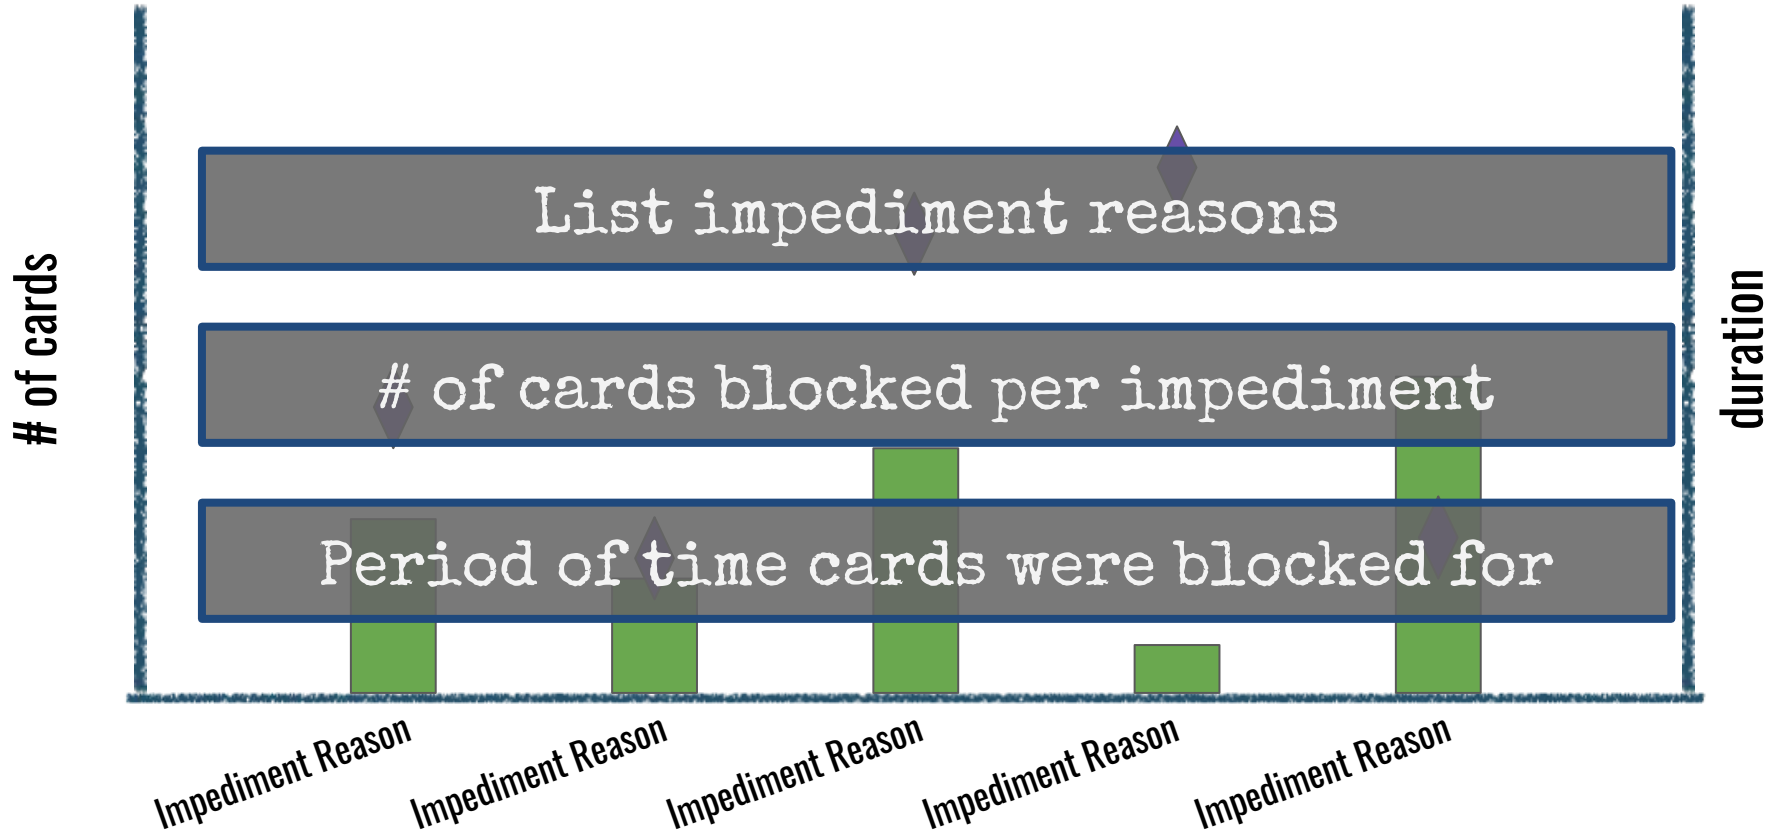 List impediment reasons
# of cards blocked per impediment
Period of time cards were blocked for
# of cards
duration
Impediment Reason
Impediment Reason
Impediment Reason
Impediment Reason
Impediment Reason